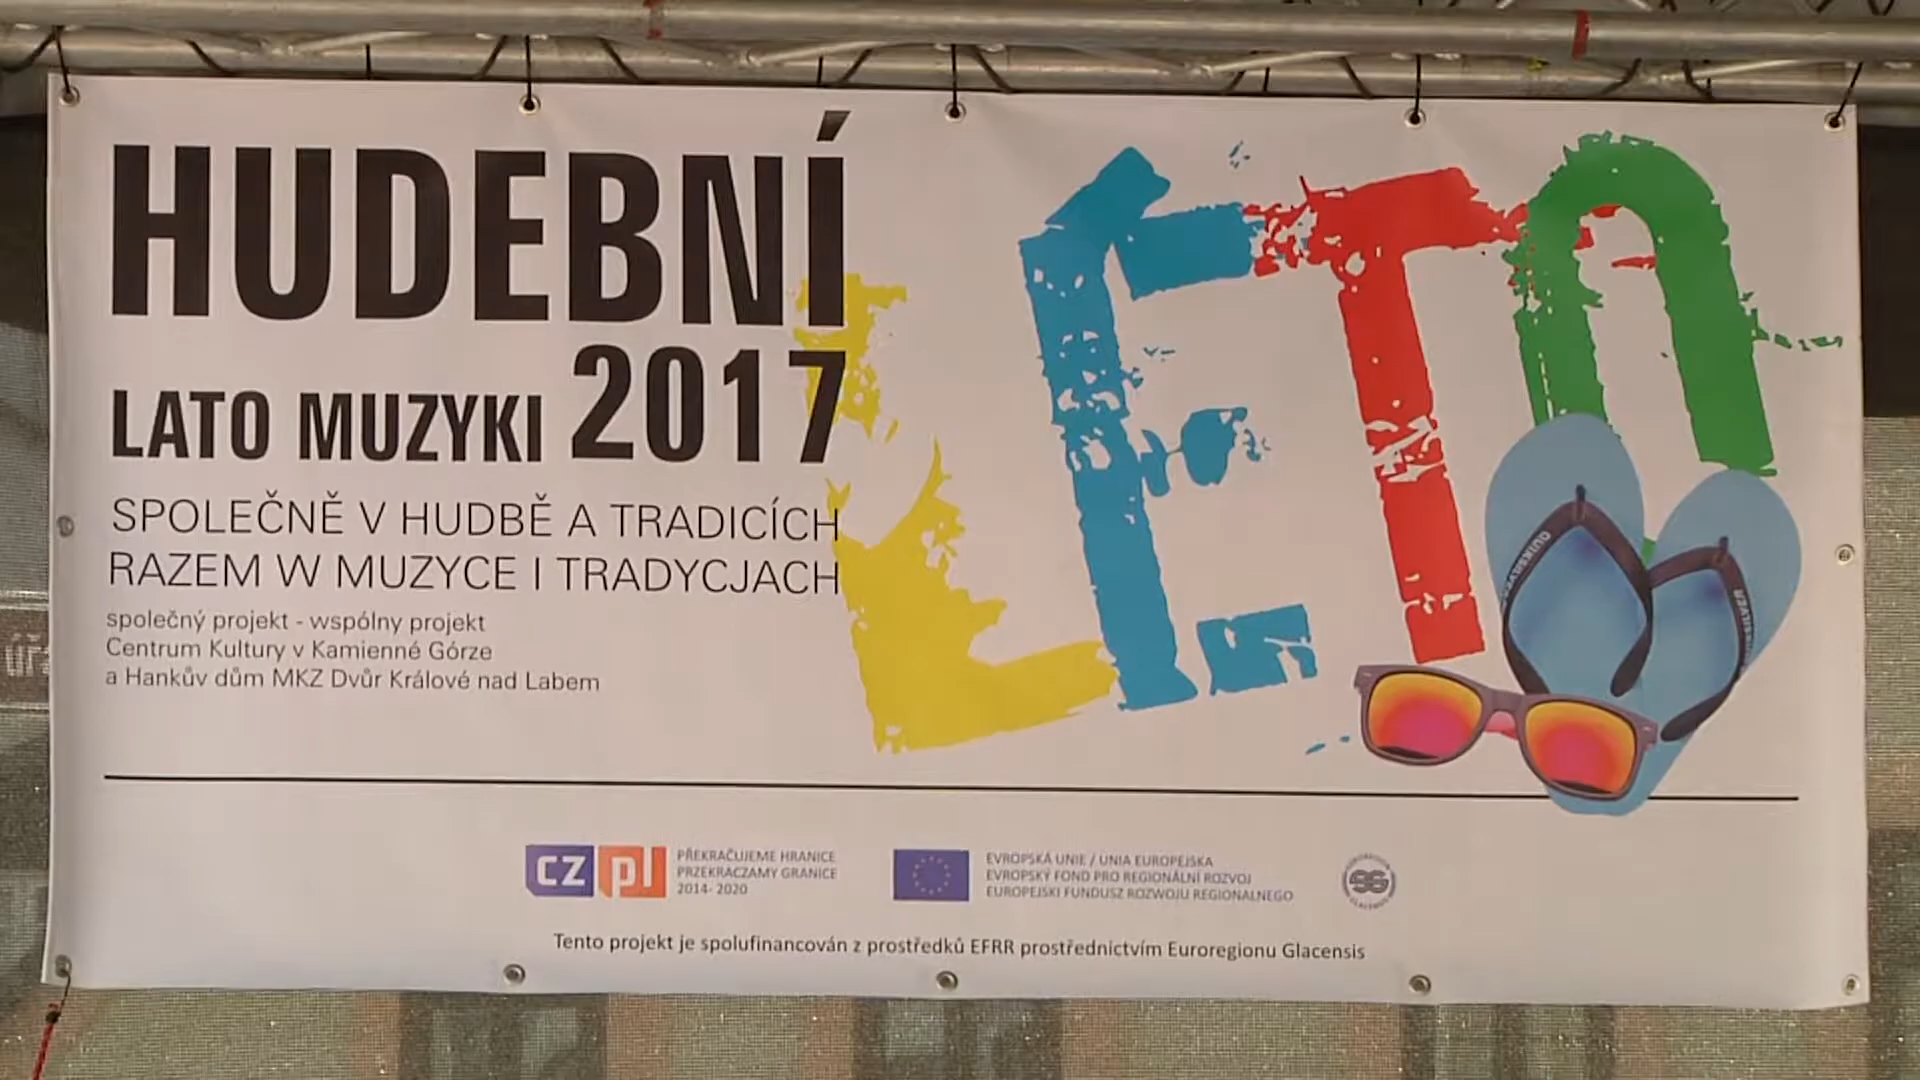 HUDEBNÍ
LÉTO
LATO MUZYKI 2017
SPOLEČNĚ V HUDBĚ A TRADICÍCH
RAZEM W MUZYCE I TRADYCJACH
společný projekt - wspólny projekt
Centrum Kultury v Kamienné Górze
a Hankův dům MKZ Dvůr Králové nad Labem
QUIKSILVER
cz pl
PŘEKRAČUJEME HRANICE
PRZEKRACZAMY GRANICE
2014- 2020
EVROPSKÁ UNIE / UNIA EUROPEJSKA
EVROPSKÝ FOND PRO REGIONÁLNÍ ROZVOJ
EUROPEJSKI FUNDUSZ ROZWOJU REGIONALNEGO
Tento projekt je spolufinancován z prostředků EFRR prostřednictvím Euroregionu Glacensis